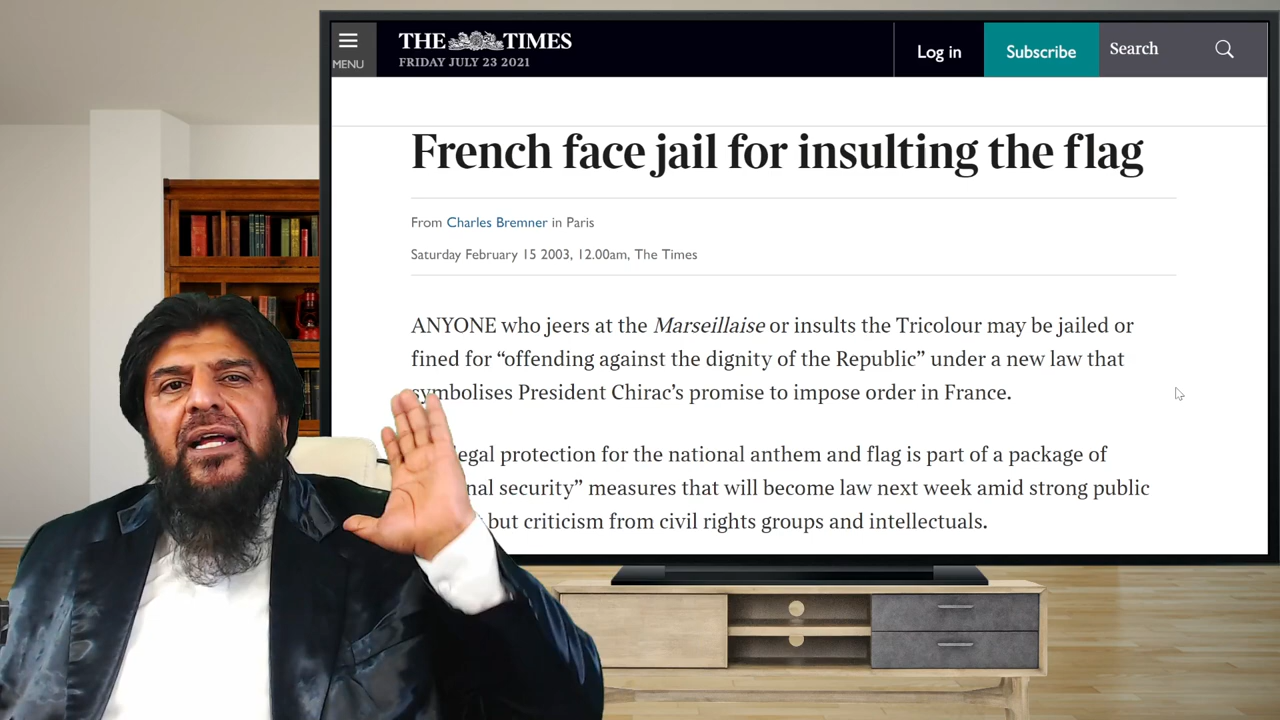 THE TIMES
FRIDAY JULY 23 2021
MENU
Log in
Subscribe
Search
French face jail for insulting the flag
From Charles Bremner in Paris
Saturday February 15 2003, 12.00am, The Times
ANYONE who jeers at the Marseillaise or insults the Tricolour may be jailed or
fined for “offending against the dignity of the Republic” under a new law that
symbolises President Chirac’s promise to impose order in France.
legal protection for the national anthem and flag is part of a package of
security” measures that will become law next week amid strong public
but criticism from civil rights groups and intellectuals.